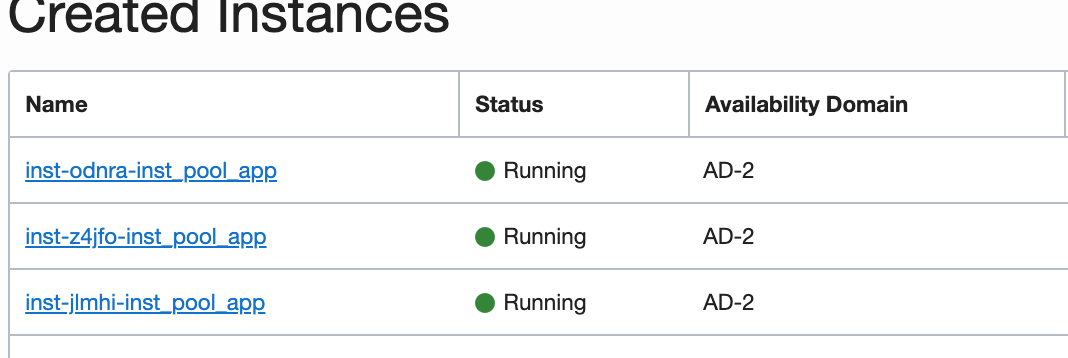 Created Instances
Name Status Availability Domain
inst-odnra-inst_pool_app Running AD-2
inst-z4jfo-inst_pool_app Running AD-2
inst-jlmhi-inst_pool_app Running AD-2